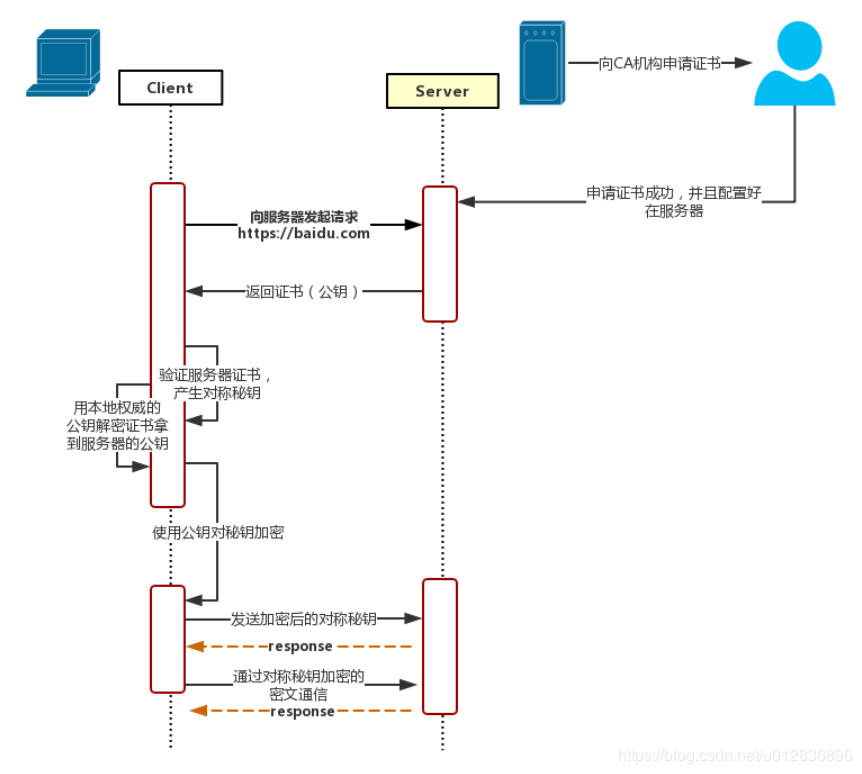 Client
Server
向CA机构申请证书
申请证书成功，并且配置好
在服务器
向服务器发起请求
https://baidu.com
返回证书（公钥）
验证服务器证书，
产生对称秘钥
用本地权威的
公钥解密证书拿
到服务器的公钥
使用公钥对秘钥加密
发送加密后的对称秘钥
response
通过对称秘钥加密的
密文通信
response
https://blog.csdn.net/u012836896